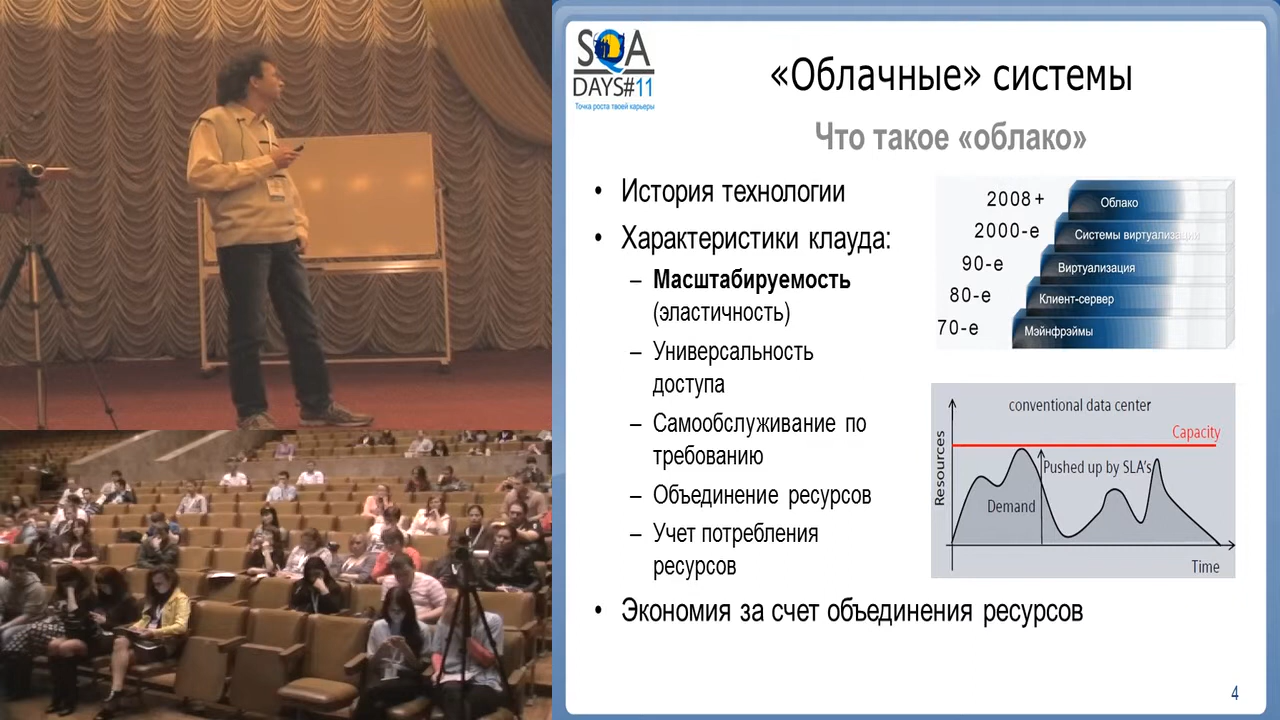 SQA
DAYS#11
Точка роста твоей карьеры
«Облачные» системы
Что такое «облако»
• История технологии
• Характеристики клауда:
– Масштабируемость
(эластичность)
– Универсальность
доступа
– Самообслуживание по
требованию
– Объединение ресурсов
– Учет потребления
ресурсов
• Экономия за счет объединения ресурсов
2008+ Облако
2000-е Системы виртуализации
90-е Виртуализация
80-е Клиент-сервер
70-е Мэйнфрэймы
conventional data center
Capacity
Resources
Pushed up by SLA's
Demand
Time
4